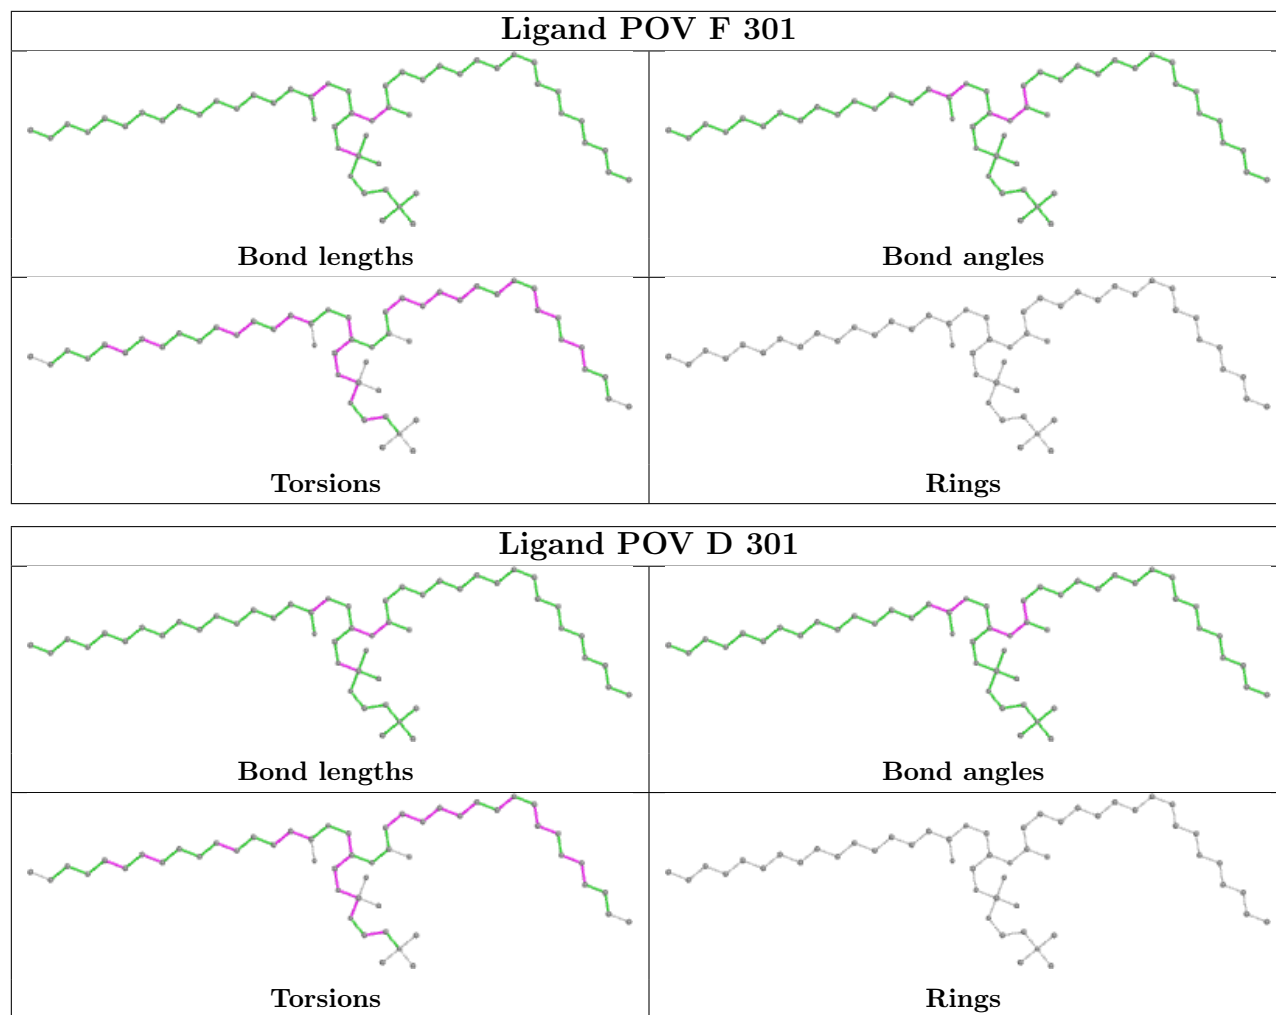 Ligand POV F 301
Bond lengths
Bond angles
Torsions
Rings
Ligand POV D 301
Bond lengths
Bond angles
Torsions
Rings